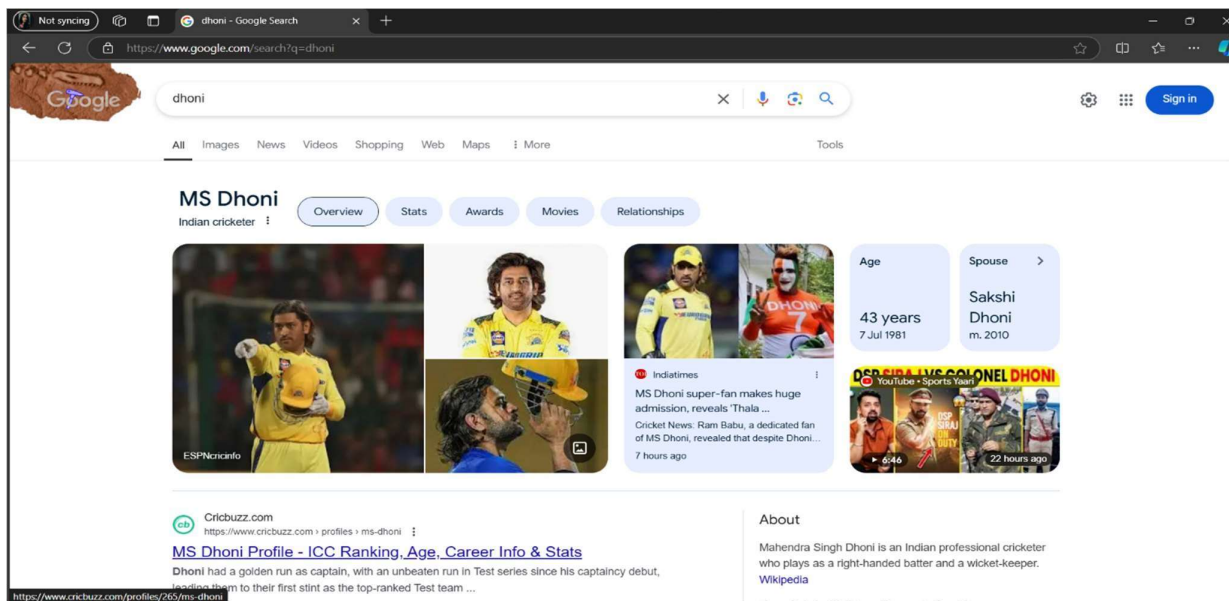 Not syncing
dhoni - Google Search
https://www.google.com/search?q=dhoni
Google
dhoni
Sign in
All Images News Videos Shopping Web Maps More Tools
MS Dhoni
Indian cricketer
Overview Stats Awards Movies Relationships
ESPNcricinfo
DHONI
7
Indiatimes
MS Dhoni super-fan makes huge
admission, reveals 'Thala ...
Cricket News: Ram Babu, a dedicated fan
of MS Dhoni, revealed that despite Dhoni...
7 hours ago
Age
43 years
7 Jul 1981
Spouse
Sakshi
Dhoni
m. 2010
DSP SIRAJ VS COLONEL DHONI
YouTube • Sports Yaari
DSP
SIRAJ
ON
DUTY
6:46
22 hours ago
cb
Cricbuzz.com
https://www.cricbuzz.com › profiles › ms-dhoni
MS Dhoni Profile - ICC Ranking, Age, Career Info & Stats
Dhoni had a golden run as captain, with an unbeaten run in Test series since his captaincy debut,
leading them to their first stint as the top-ranked Test team ...
About
Mahendra Singh Dhoni is an Indian professional cricketer
who plays as a right-handed batter and a wicket-keeper.
Wikipedia
https://www.cricbuzz.com/profiles/265/ms-dhoni